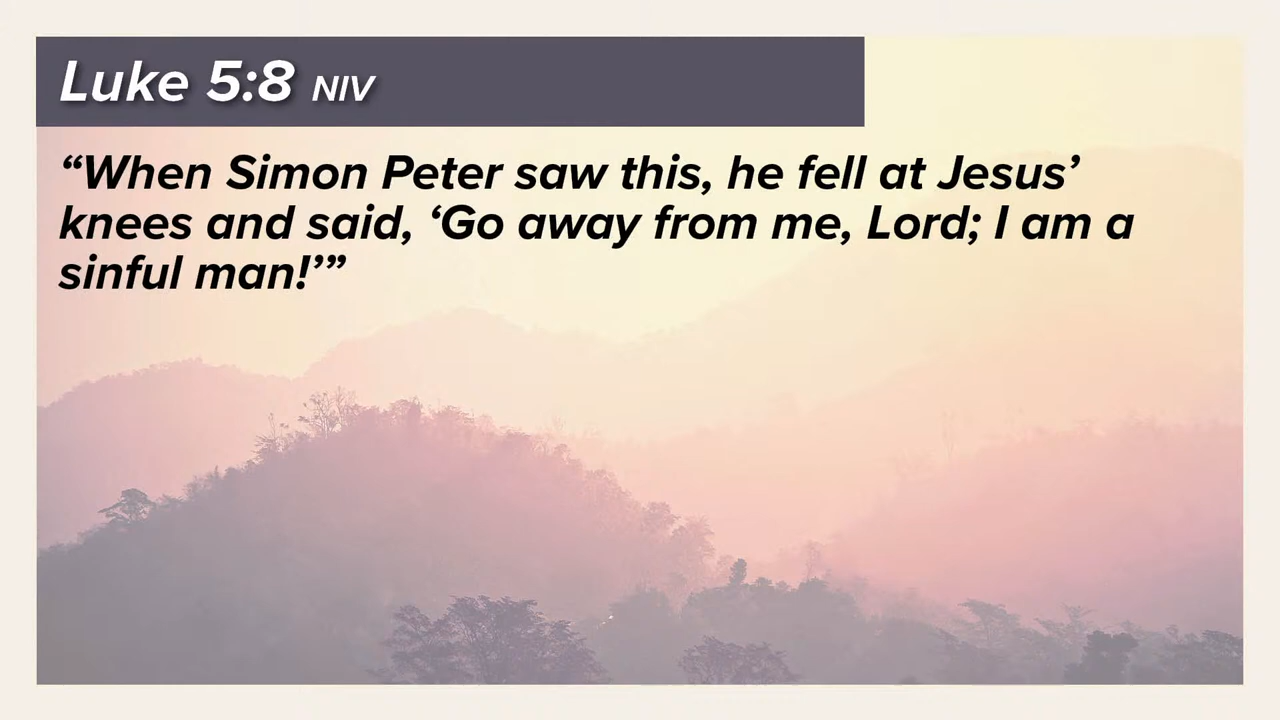 Luke 5:8 NIV
“When Simon Peter saw this, he fell at Jesus’
knees and said, ‘Go away from me, Lord; I am a
sinful man!’”